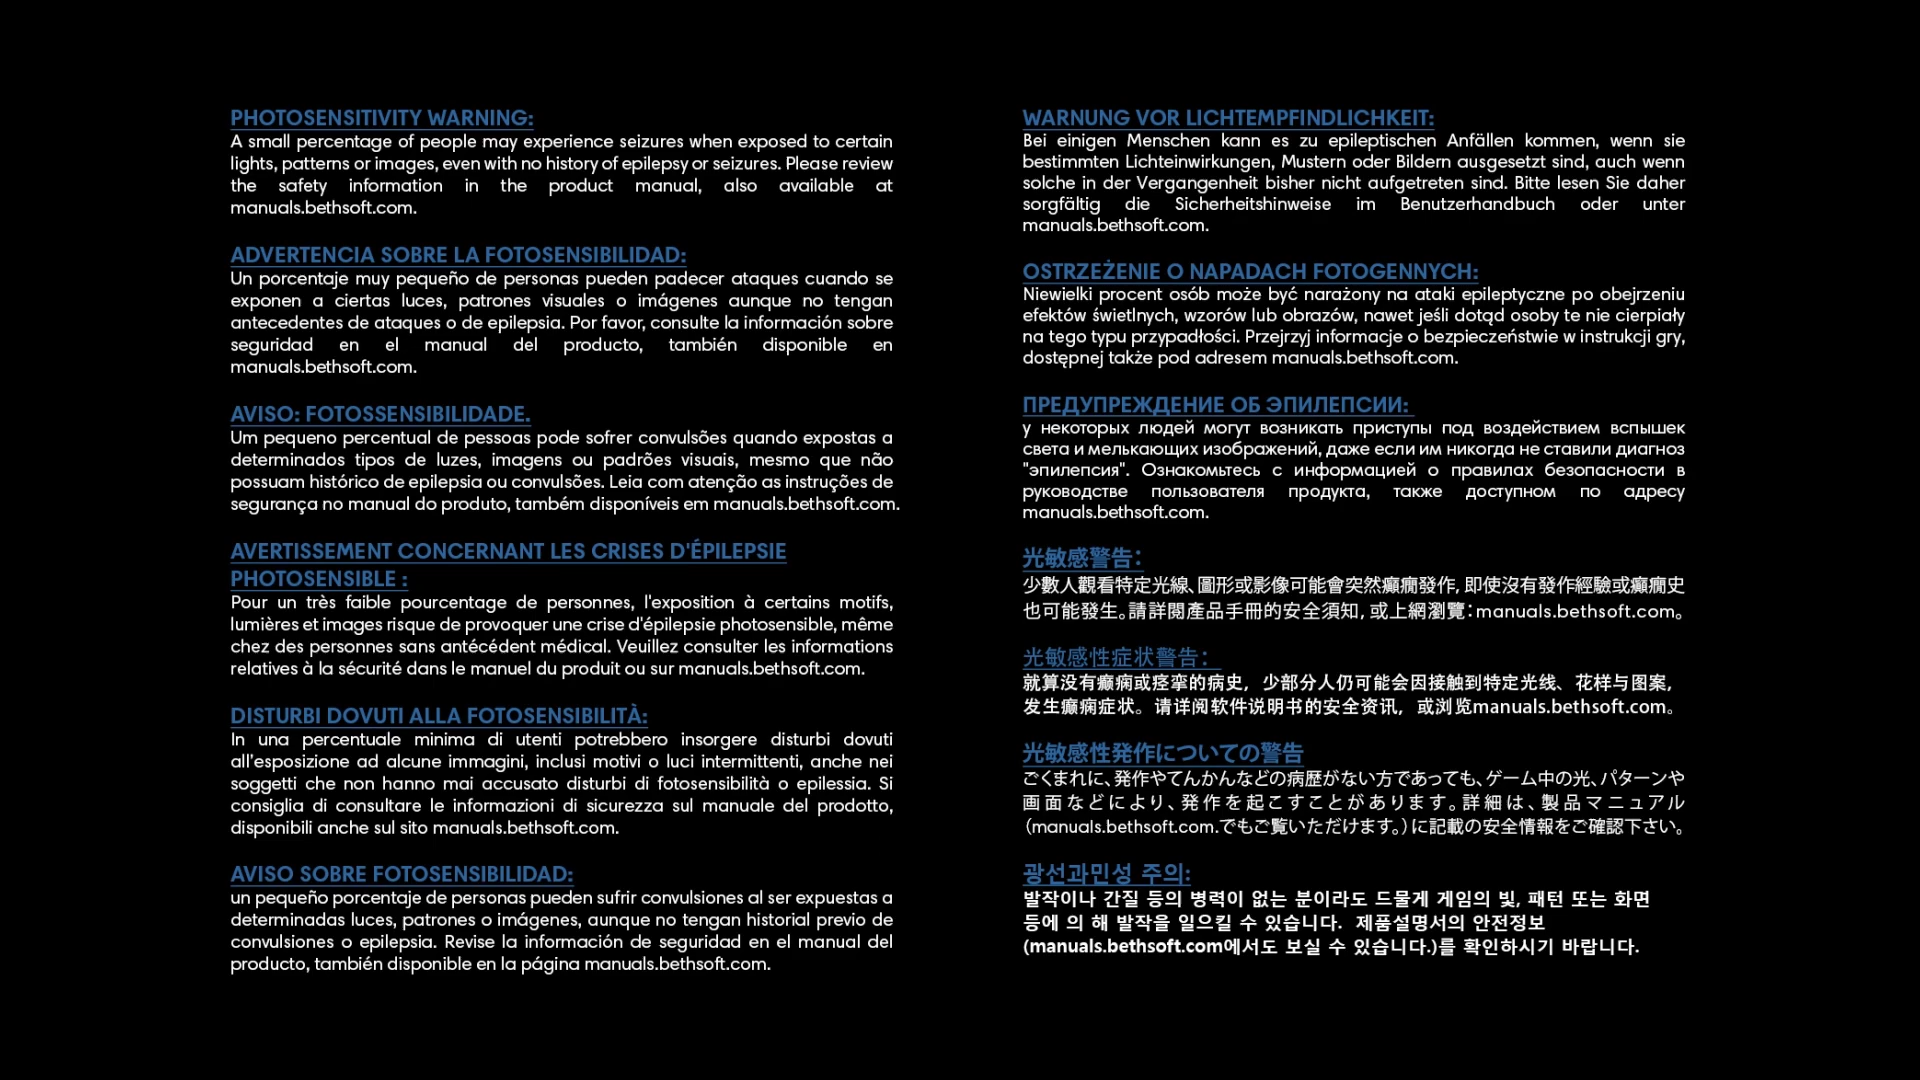 PHOTOSENSITIVITY WARNING:
A small percentage of people may experience seizures when exposed to certain
lights, patterns or images, even with no history of epilepsy or seizures. Please review
the safety information in the product manual, also available at
manuals.bethsoft.com.
ADVERTENCIA SOBRE LA FOTOSENSIBILIDAD:
Un porcentaje muy pequeño de personas pueden padecer ataques cuando se
exponen a ciertas luces, patrones visuales o imágenes aunque no tengan
antecedentes de ataques o de epilepsia. Por favor, consulte la información sobre
seguridad en el manual del producto, también disponible en
manuals.bethsoft.com.
AVISO: FOTOSSENSIBILIDADE.
Um pequeno percentual de pessoas pode sofrer convulsões quando expostas a
determinados tipos de luzes, imagens ou padrões visuais, mesmo que não
possuam histórico de epilepsia ou convulsões. Leia com atenção as instruções de
segurança no manual do produto, também disponíveis em manuals.bethsoft.com.
AVERTISSEMENT CONCERNANT LES CRISES D'ÉPILEPSIE
PHOTOSENSIBLE :
Pour un très faible pourcentage de personnes, l'exposition à certains motifs,
lumières et images risque de provoquer une crise d'épilepsie photosensible, même
chez des personnes sans antécédent médical. Veuillez consulter les informations
relatives à la sécurité dans le manuel du produit ou sur manuals.bethsoft.com.
DISTURBI DOVUTI ALLA FOTOSENSIBILITÀ:
In una percentuale minima di utenti potrebbero insorgere disturbi dovuti
all'esposizione ad alcune immagini, inclusi motivi o luci intermittenti, anche nei
soggetti che non hanno mai accusato disturbi di fotosensibilità o epilessia. Si
consiglia di consultare le informazioni di sicurezza sul manuale del prodotto,
disponibili anche sul sito manuals.bethsoft.com.
AVISO SOBRE FOTOSENSIBILIDAD:
un pequeño porcentaje de personas pueden sufrir convulsiones al ser expuestas a
determinadas luces, patrones o imágenes, aunque no tengan historial previo de
convulsiones o epilepsia. Revise la información de seguridad en el manual del
producto, también disponible en la página manuals.bethsoft.com.
WARNUNG VOR LICHTEMPFINDLICHKEIT:
Bei einigen Menschen kann es zu epileptischen Anfällen kommen, wenn sie
bestimmten Lichteinwirkungen, Mustern oder Bildern ausgesetzt sind, auch wenn
solche in der Vergangenheit bisher nicht aufgetreten sind. Bitte lesen Sie daher
sorgfältig die Sicherheitshinweise im Benutzerhandbuch oder unter
manuals.bethsoft.com.
OSTRZEŻENIE O NAPADACH FOTOGENNYCH:
Niewielki procent osób może być narażony na ataki epileptyczne po obejrzeniu
efektów świetlnych, wzorów lub obrazów, nawet jeśli dotąd osoby te nie cierpiały
na tego typu przypadłości. Przejrzyj informacje o bezpieczeństwie w instrukcji gry,
dostępnej także pod adresem manuals.bethsoft.com.
ПРЕДУПРЕЖДЕНИЕ ОБ ЭПИЛЕПСИИ:
у некоторых людей могут возникать приступы под воздействием вспышек
света и мелькающих изображений, даже если им никогда не ставили диагноз
"эпилепсия". Ознакомьтесь с информацией о правилах безопасности в
руководстве пользователя продукта, также доступном по адресу
manuals.bethsoft.com.
光敏感警告：
少數人觀看特定光線、圖形或影像可能會突然癲癇發作，即使沒有發作經驗或癲癇史
也可能發生。請詳閱產品手冊的安全須知，或上網瀏覽：manuals.bethsoft.com。
光敏感性症状警告：
就算没有癫痫或痉挛的病史，少部分人仍可能会因接触到特定光线、花样与图案，
发生癫痫症状。请详阅软件说明书的安全资讯，或浏览manuals.bethsoft.com。
光敏感性発作についての警告
ごくまれに、発作やてんかんなどの病歴がない方であっても、ゲーム中の光、パターンや
画面などにより、発作を起こすことがあります。詳細は、製品マニュアル
（manuals.bethsoft.com.でもご覧いただけます。）に記載の安全情報をご確認下さい。
광선과민성 주의:
발작이나 간질 등의 병력이 없는 분이라도 드물게 게임의 빛, 패턴 또는 화면
등에 의 해 발작을 일으킬 수 있습니다. 제품설명서의 안전정보
(manuals.bethsoft.com에서도 보실 수 있습니다.)를 확인하시기 바랍니다.